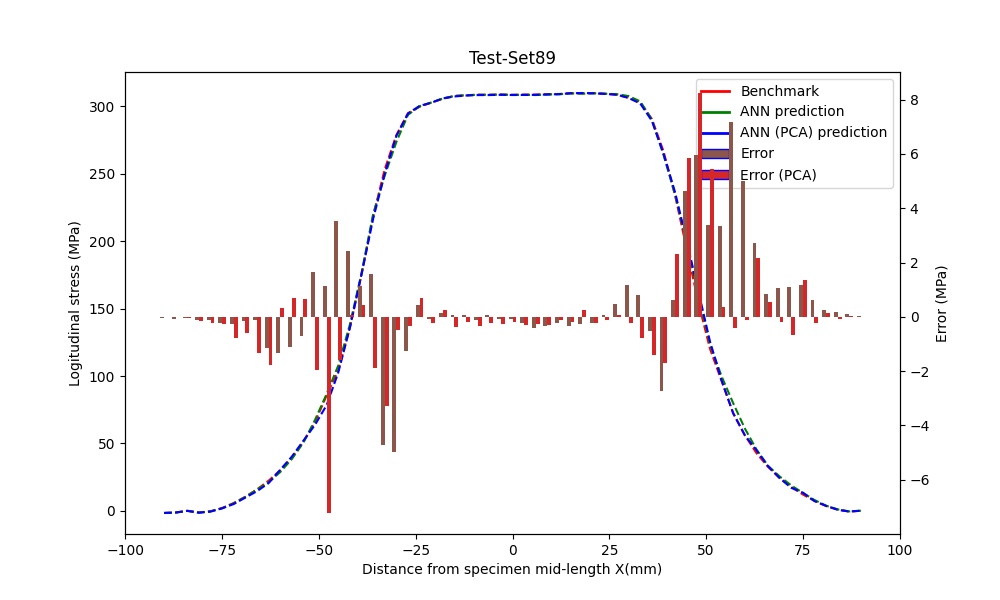 Test-Set89
Benchmark
ANN prediction
ANN (PCA) prediction
Error
Error (PCA)
300
250
200
150
100
50
0
Logitudinal stress (MPa)
8
6
4
2
0
−2
−4
−6
Error (MPa)
−100
−75
−50
−25
0
25
50
75
100
Distance from specimen mid-length X(mm)